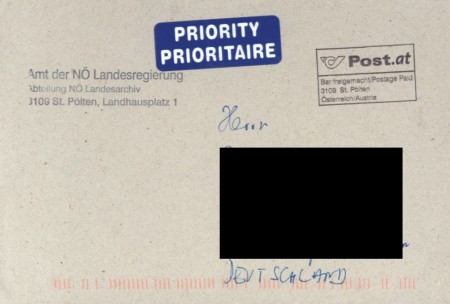 PRIORITY
PRIORITAIRE
Post.at
Bar freigemacht/Postage Paid
3109 St. Pölten
Österreich/Austria
Amt der NÖ Landesregierung
Abteilung NÖ Landesarchiv
3109 St. Pölten, Landhausplatz 1
Herr
DEUTSCHLAND